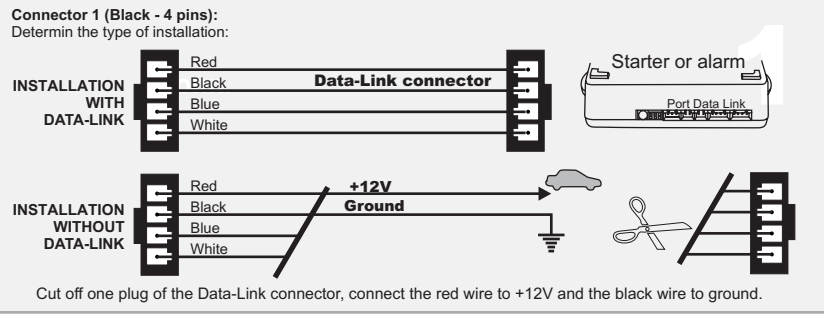 Connector 1 (Black - 4 pins):
Determin the type of installation:
INSTALLATION
WITH
DATA-LINK
Red
Black
Blue
White
Data-Link connector
Starter or alarm
1
Port Data Link
INSTALLATION
WITHOUT
DATA-LINK
Red
Black
Blue
White
+12V
Ground
Cut off one plug of the Data-Link connector, connect the red wire to +12V and the black wire to ground.